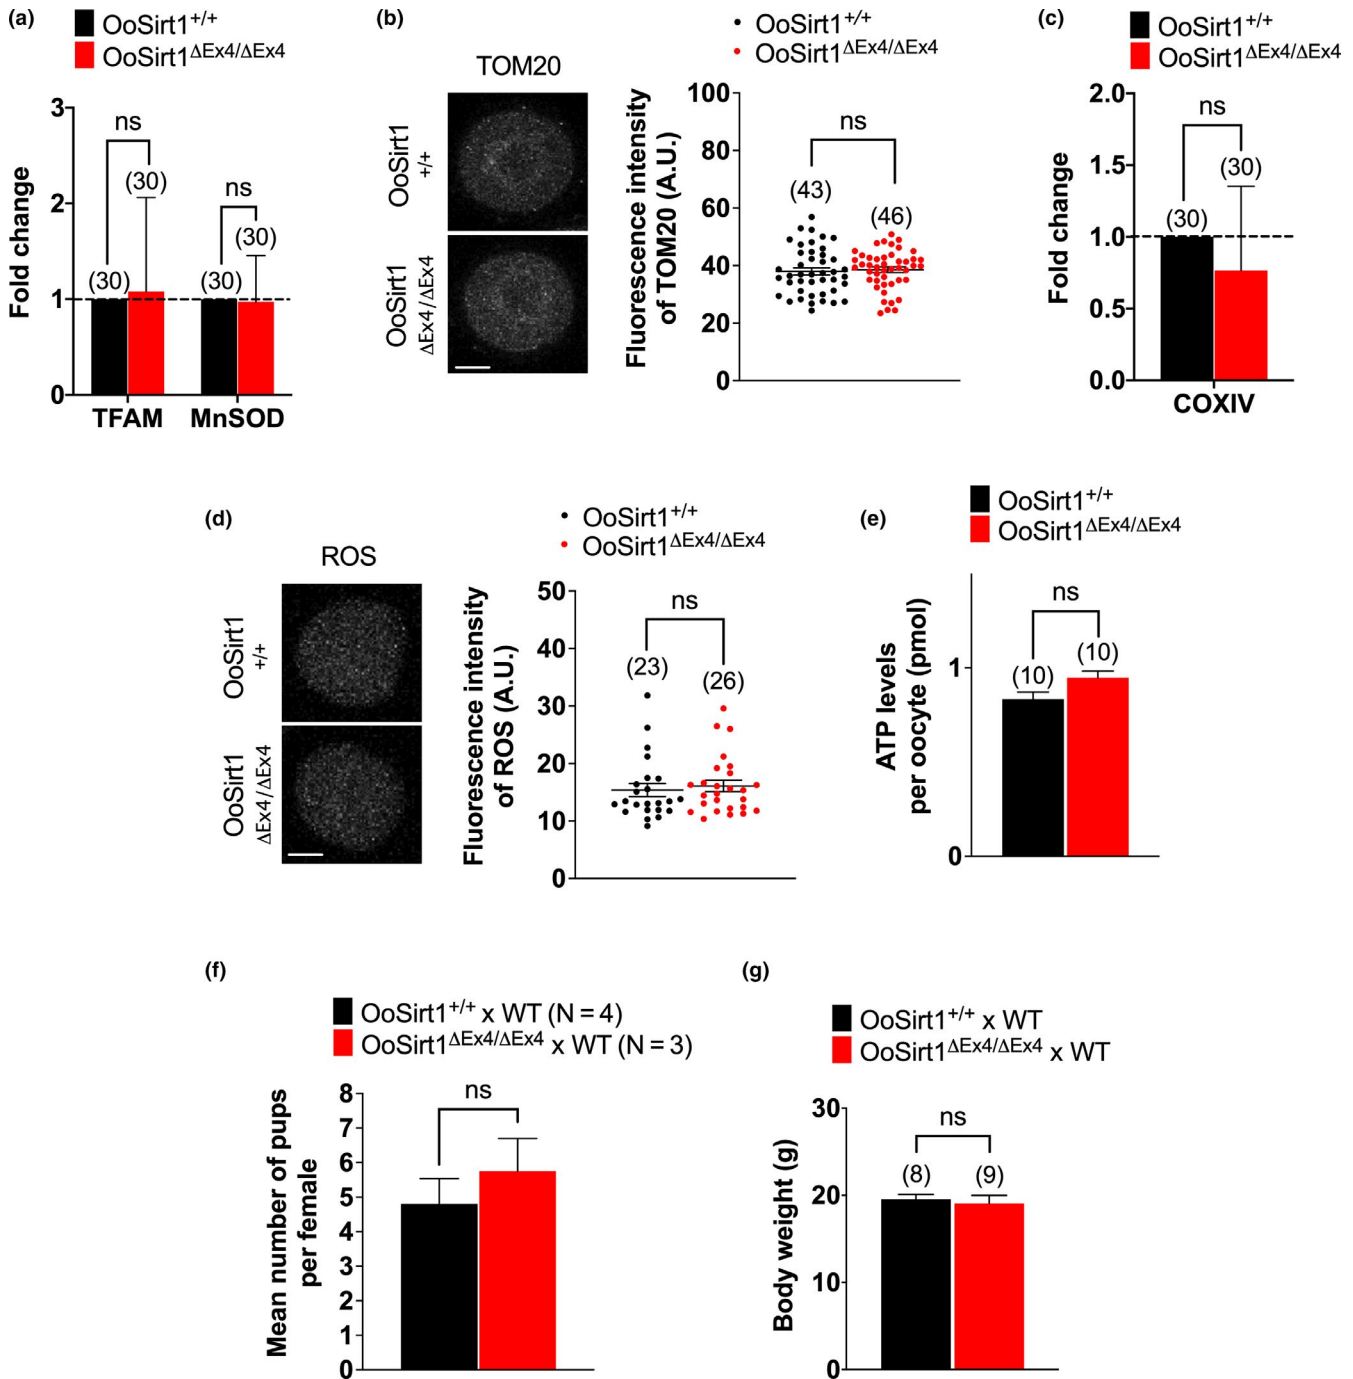 (a)
OoSirt1+/+
OoSirt1ΔEx4/ΔEx4
Fold change
3
2
1
0
ns
(30)
(30)
ns
(30)
(30)
TFAM
MnSOD
(b)
TOM20
OoSirt1
+/+
OoSirt1
ΔEx4/ΔEx4
OoSirt1+/+
OoSirt1ΔEx4/ΔEx4
Fluorescence intensity
of TOM20 (A.U.)
100
80
60
40
20
0
ns
(43)
(46)
(c)
OoSirt1+/+
OoSirt1ΔEx4/ΔEx4
Fold change
2.0
1.5
1.0
0.5
0.0
ns
(30)
(30)
COXIV
(d)
ROS
OoSirt1
+/+
OoSirt1
ΔEx4/ΔEx4
OoSirt1+/+
OoSirt1ΔEx4/ΔEx4
Fluorescence intensity
of ROS (A.U.)
50
40
30
20
10
0
ns
(23)
(26)
(e)
OoSirt1+/+
OoSirt1ΔEx4/ΔEx4
ATP levels
per oocyte (pmol)
1
0
ns
(10)
(10)
(f)
OoSirt1+/+ x WT (N = 4)
OoSirt1ΔEx4/ΔEx4 x WT (N = 3)
Mean number of pups
per female
8
7
6
5
4
3
2
1
0
ns
(g)
OoSirt1+/+ x WT
OoSirt1ΔEx4/ΔEx4 x WT
Body weight (g)
30
20
10
0
ns
(8)
(9)